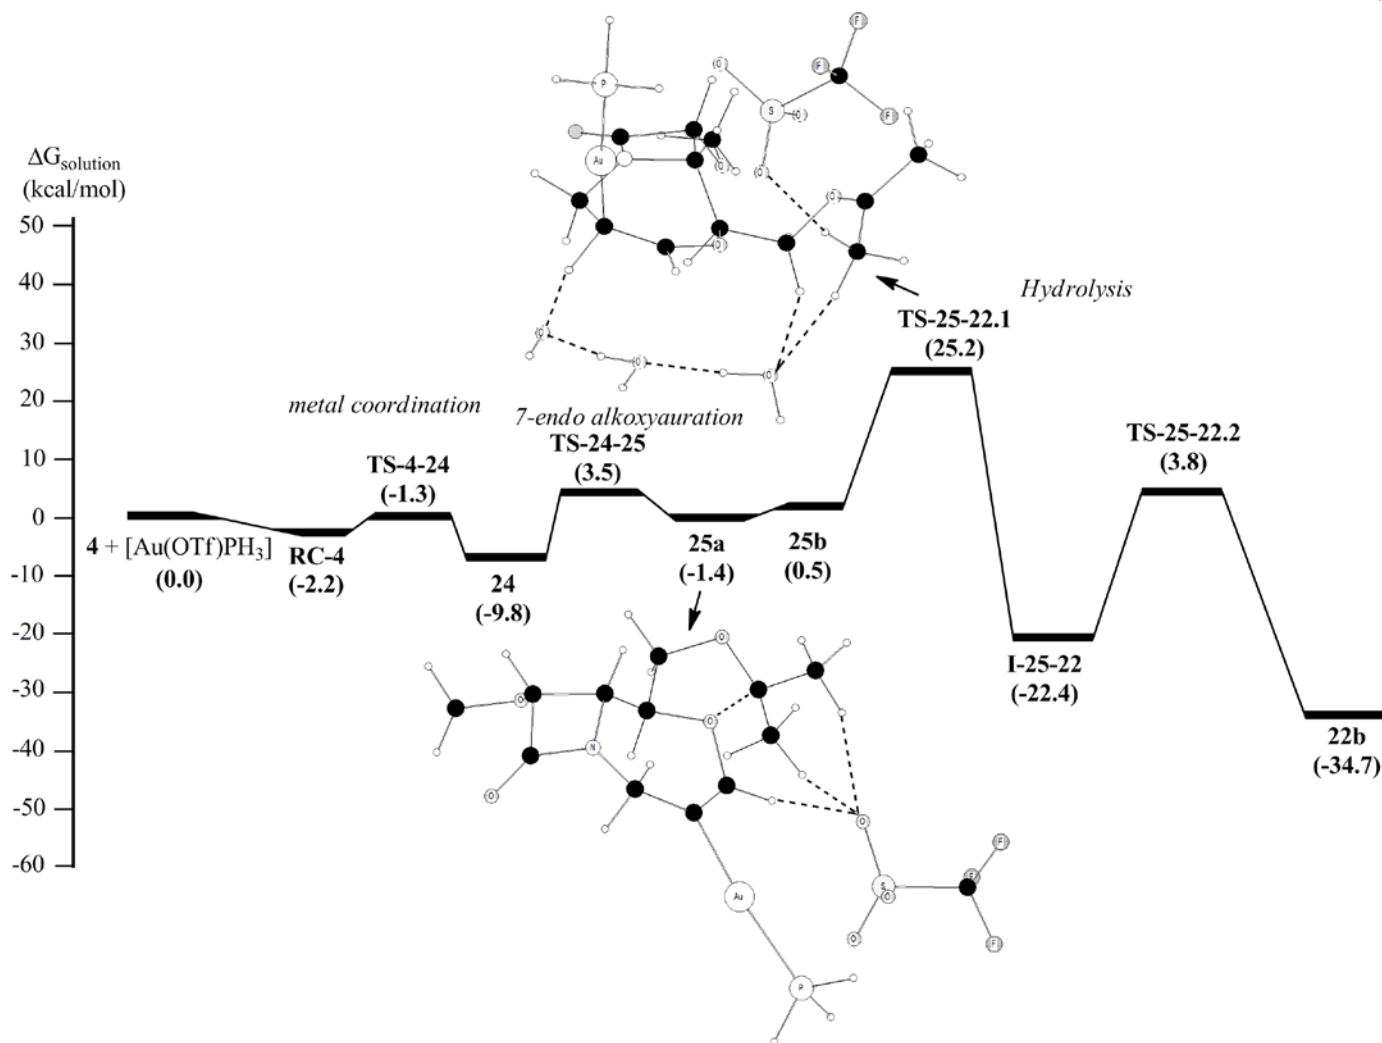 ΔGsolution
(kcal/mol)
50
40
30
20
10
0
-10
-20
-30
-40
-50
-60
4 + [Au(OTf)PH3]
(0.0)
RC-4
(-2.2)
metal coordination
TS-4-24
(-1.3)
24
(-9.8)
7-endo alkoxyauration
TS-24-25
(3.5)
25a
(-1.4)
25b
(0.5)
Hydrolysis
TS-25-22.1
(25.2)
I-25-22
(-22.4)
TS-25-22.2
(3.8)
22b
(-34.7)
P
Au
O
O
O
S
O
O
F
F
F
O
O
O
O
O
O
O
O
N
O
O
S
O
O
F
F
F
Au
P